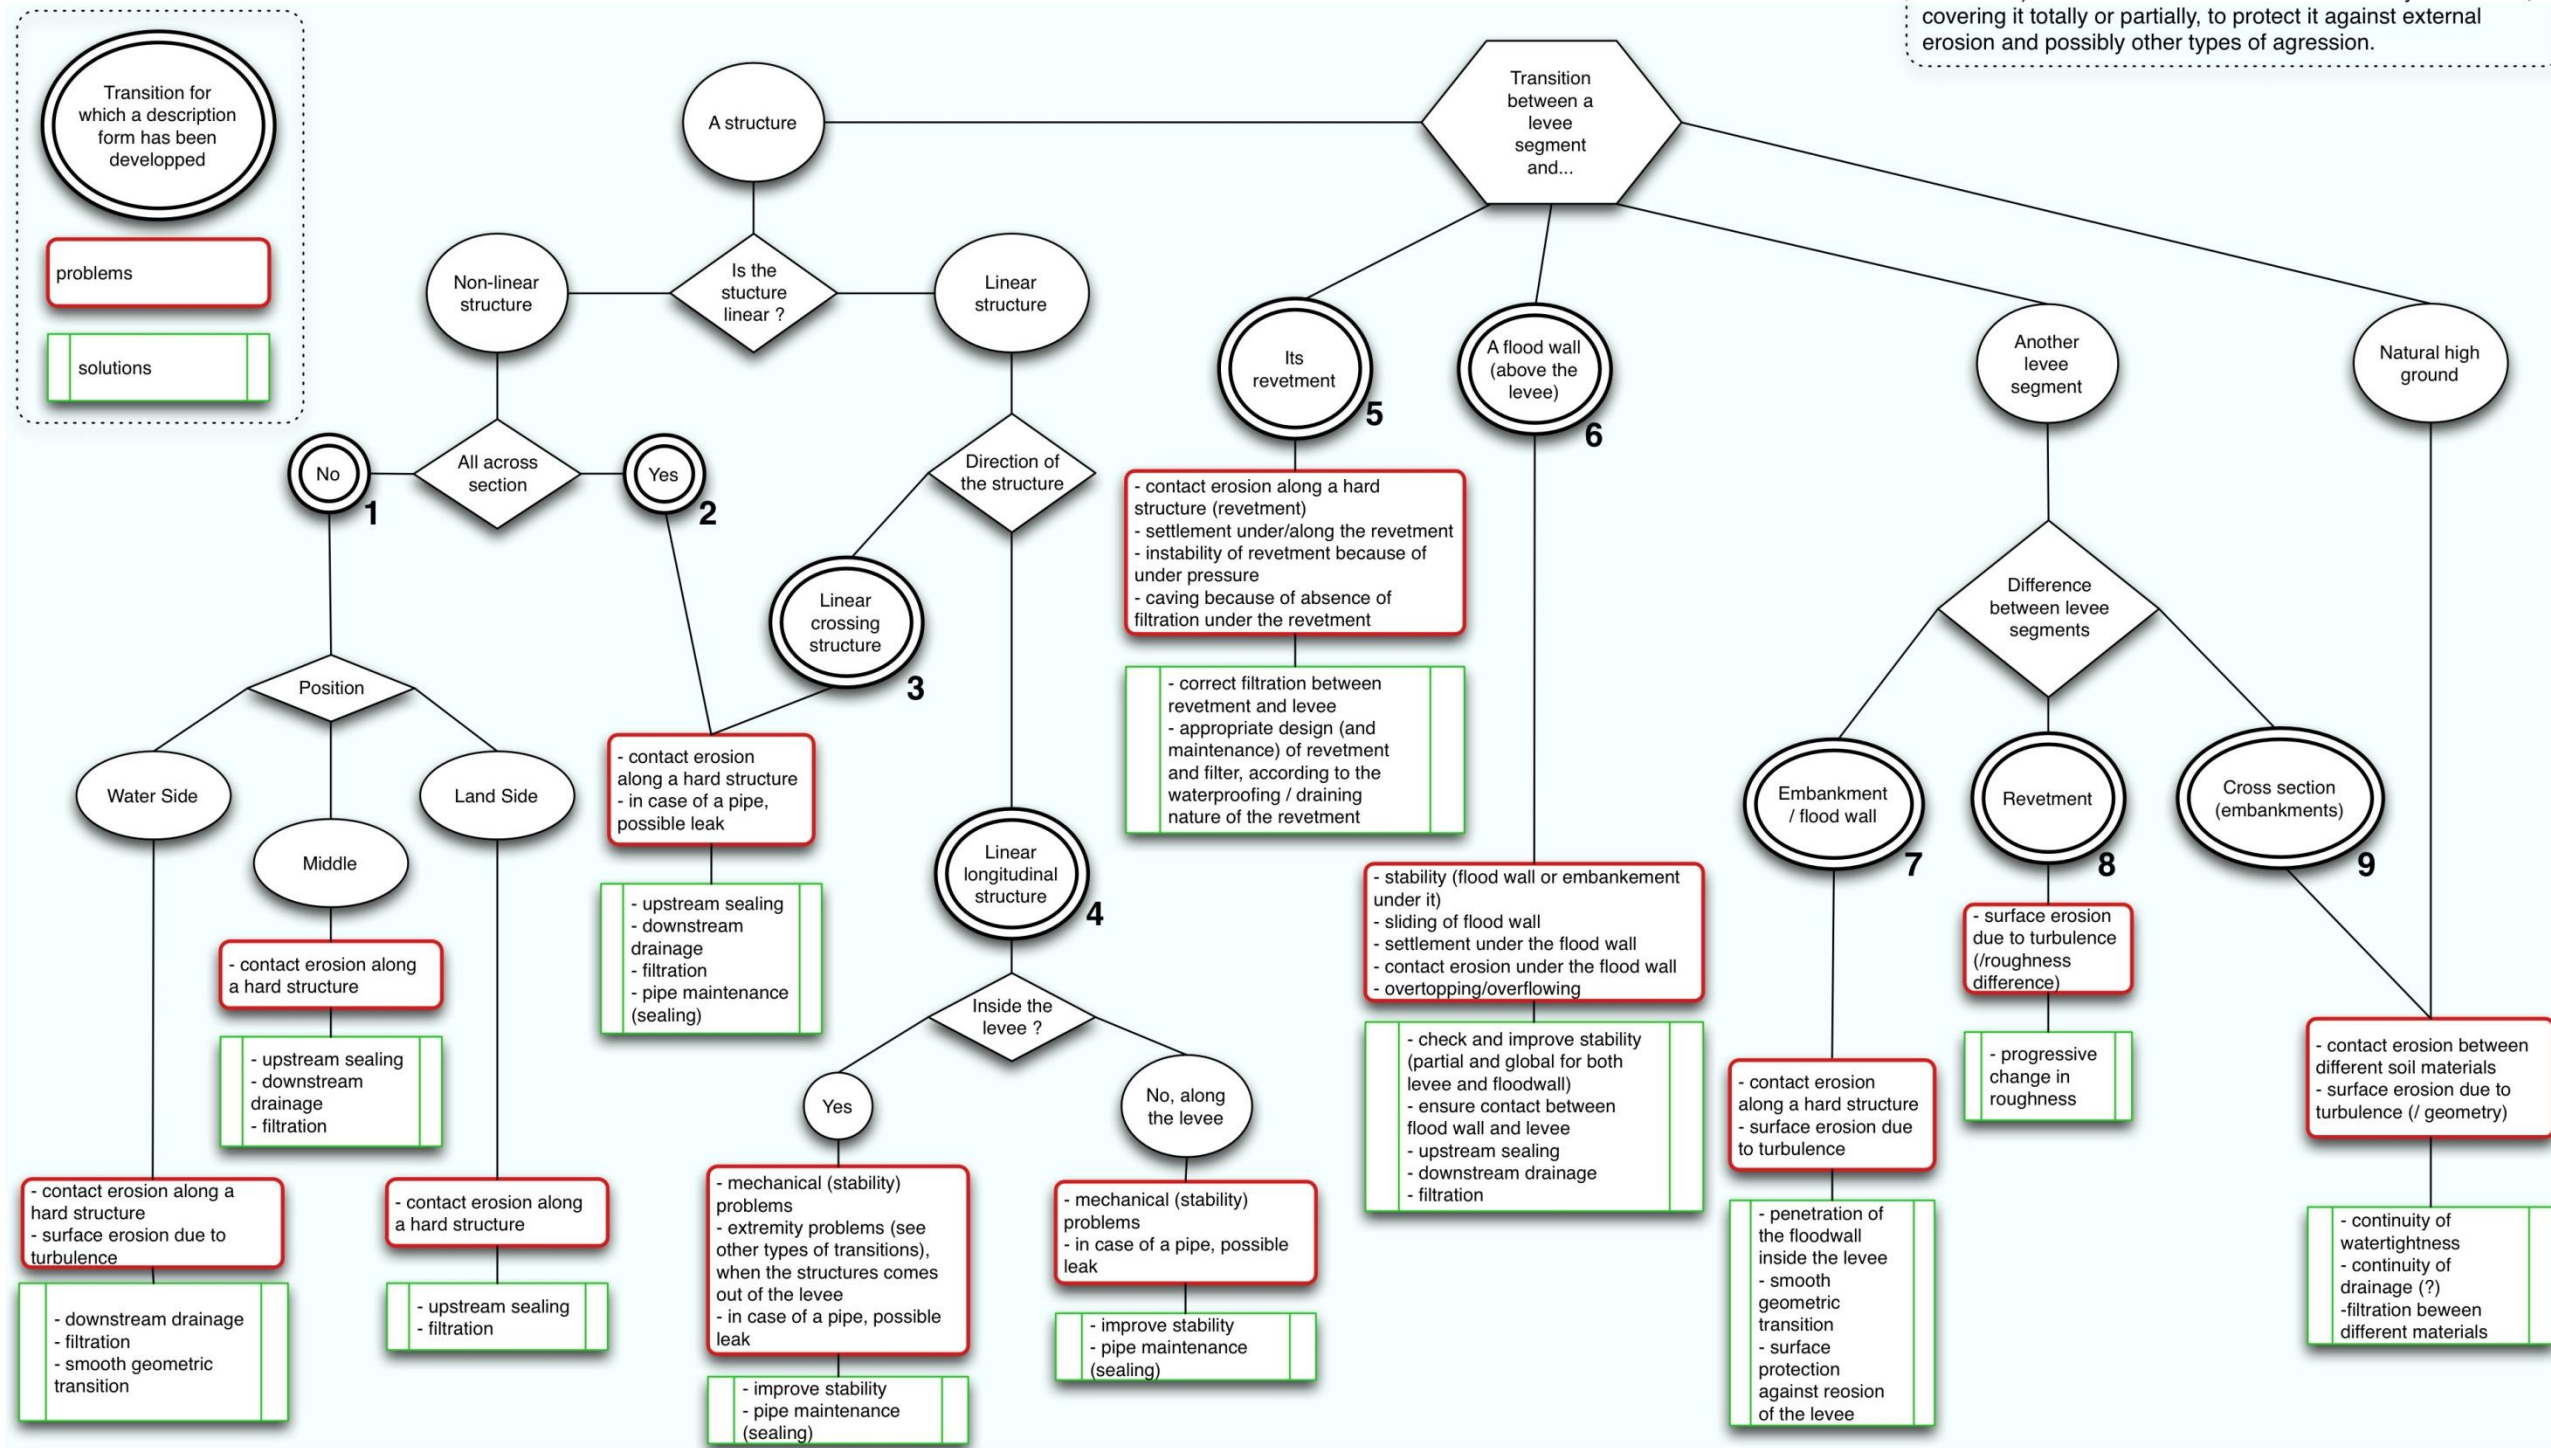 covering it totally or partially, to protect it against external
erosion and possibly other types of agression.
Transition for
which a description
form has been
developped
problems
solutions
Transition
between a
levee
segment
and...
A structure
Is the
stucture
linear ?
Non-linear
structure
Linear
structure
All across
section
No
1
Yes
2
Direction of
the structure
Linear
crossing
structure
3
Linear
longitudinal
structure
4
Position
Water Side
Middle
Land Side
- contact erosion along a
hard structure
- surface erosion due to
turbulence
- downstream drainage
- filtration
- smooth geometric
transition
- contact erosion along
a hard structure
- upstream sealing
- downstream
drainage
- filtration
- contact erosion along
a hard structure
- upstream sealing
- filtration
- contact erosion
along a hard structure
- in case of a pipe,
possible leak
- upstream sealing
- downstream
drainage
- filtration
- pipe maintenance
(sealing)
Inside the
levee ?
Yes
No, along
the levee
- mechanical (stability)
problems
- extremity problems (see
other types of transitions),
when the structures comes
out of the levee
- in case of a pipe, possible
leak
- improve stability
- pipe maintenance
(sealing)
- mechanical (stability)
problems
- in case of a pipe, possible
leak
- improve stability
- pipe maintenance
(sealing)
Its
revetment
5
- contact erosion along a hard
structure (revetment)
- settlement under/along the revetment
- instability of revetment because of
under pressure
- caving because of absence of
filtration under the revetment
- correct filtration between
revetment and levee
- appropriate design (and
maintenance) of revetment
and filter, according to the
waterproofing / draining
nature of the revetment
A flood wall
(above the
levee)
6
- stability (flood wall or embankement
under it)
- sliding of flood wall
- settlement under the flood wall
- contact erosion under the flood wall
- overtopping/overflowing
- check and improve stability
(partial and global for both
levee and floodwall)
- ensure contact between
flood wall and levee
- upstream sealing
- downstream drainage
- filtration
Another
levee
segment
Difference
between levee
segments
Embankment
/ flood wall
7
- contact erosion
along a hard structure
- surface erosion due
to turbulence
- penetration of
the floodwall
inside the levee
- smooth
geometric
transition
- surface
protection
against reosion
of the levee
Revetment
8
- surface erosion
due to turbulence
(/roughness
difference)
- progressive
change in
roughness
Cross section
(embankments)
9
Natural high
ground
- contact erosion between
different soil materials
- surface erosion due to
turbulence (/ geometry)
- continuity of
watertightness
- continuity of
drainage (?)
-filtration beween
different materials